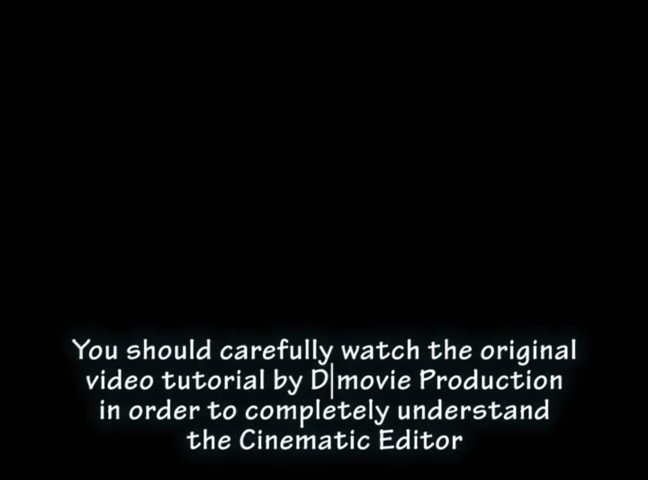 You should carefully watch the original
video tutorial by D|movie Production
in order to completely understand
the Cinematic Editor